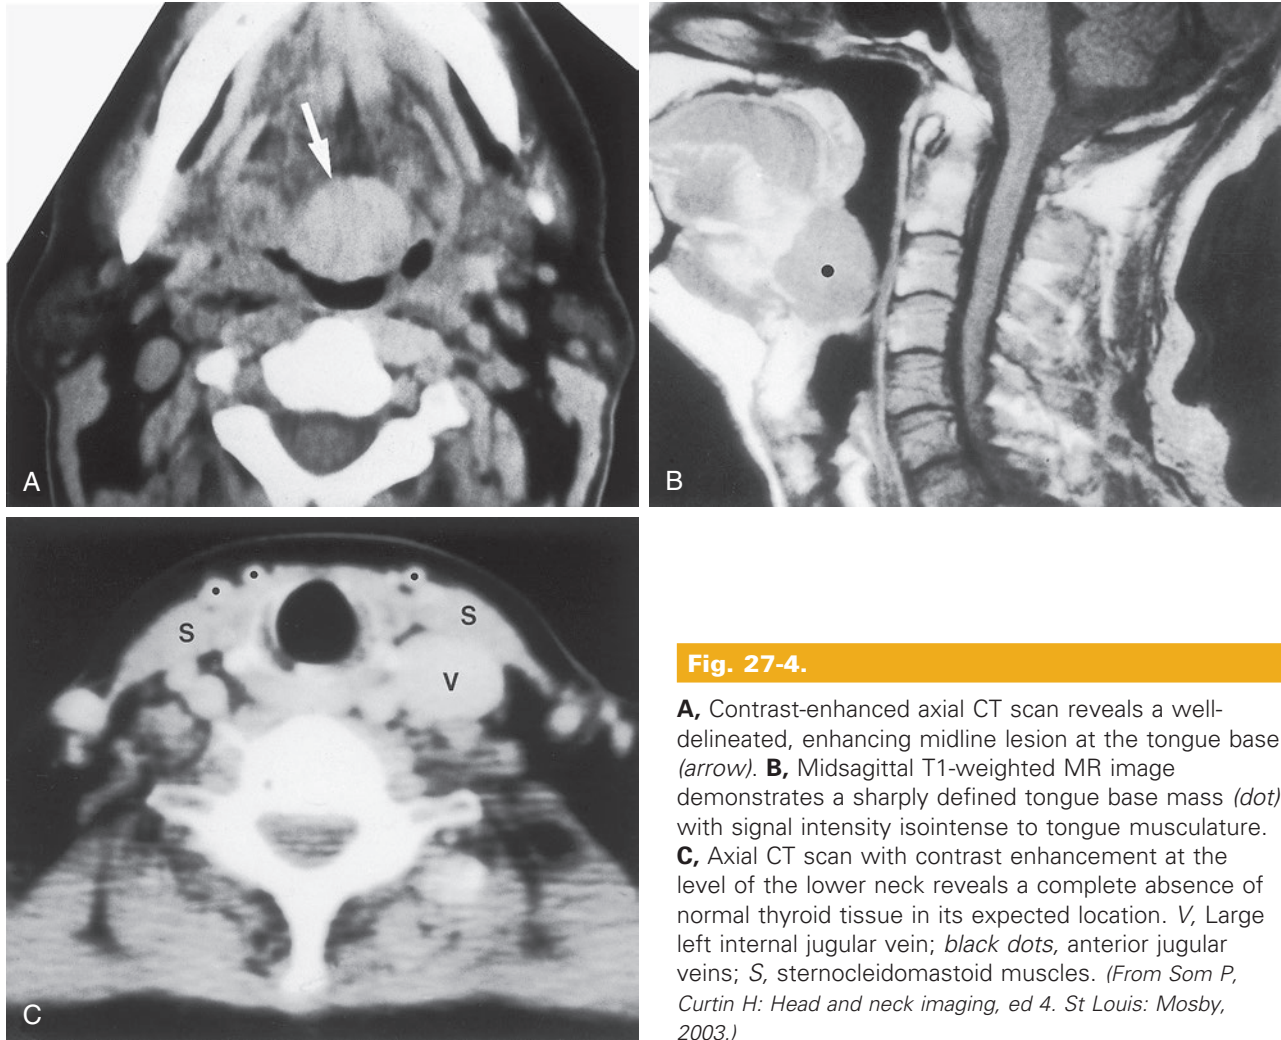 A
B
S
S
V
C
Fig. 27-4.
A, Contrast-enhanced axial CT scan reveals a well-
delineated, enhancing midline lesion at the tongue base
(arrow). B, Midsagittal T1-weighted MR image
demonstrates a sharply defined tongue base mass (dot)
with signal intensity isointense to tongue musculature.
C, Axial CT scan with contrast enhancement at the
level of the lower neck reveals a complete absence of
normal thyroid tissue in its expected location. V, Large
left internal jugular vein; black dots, anterior jugular
veins; S, sternocleidomastoid muscles. (From Som P,
Curtin H: Head and neck imaging, ed 4. St Louis: Mosby,
2003.)